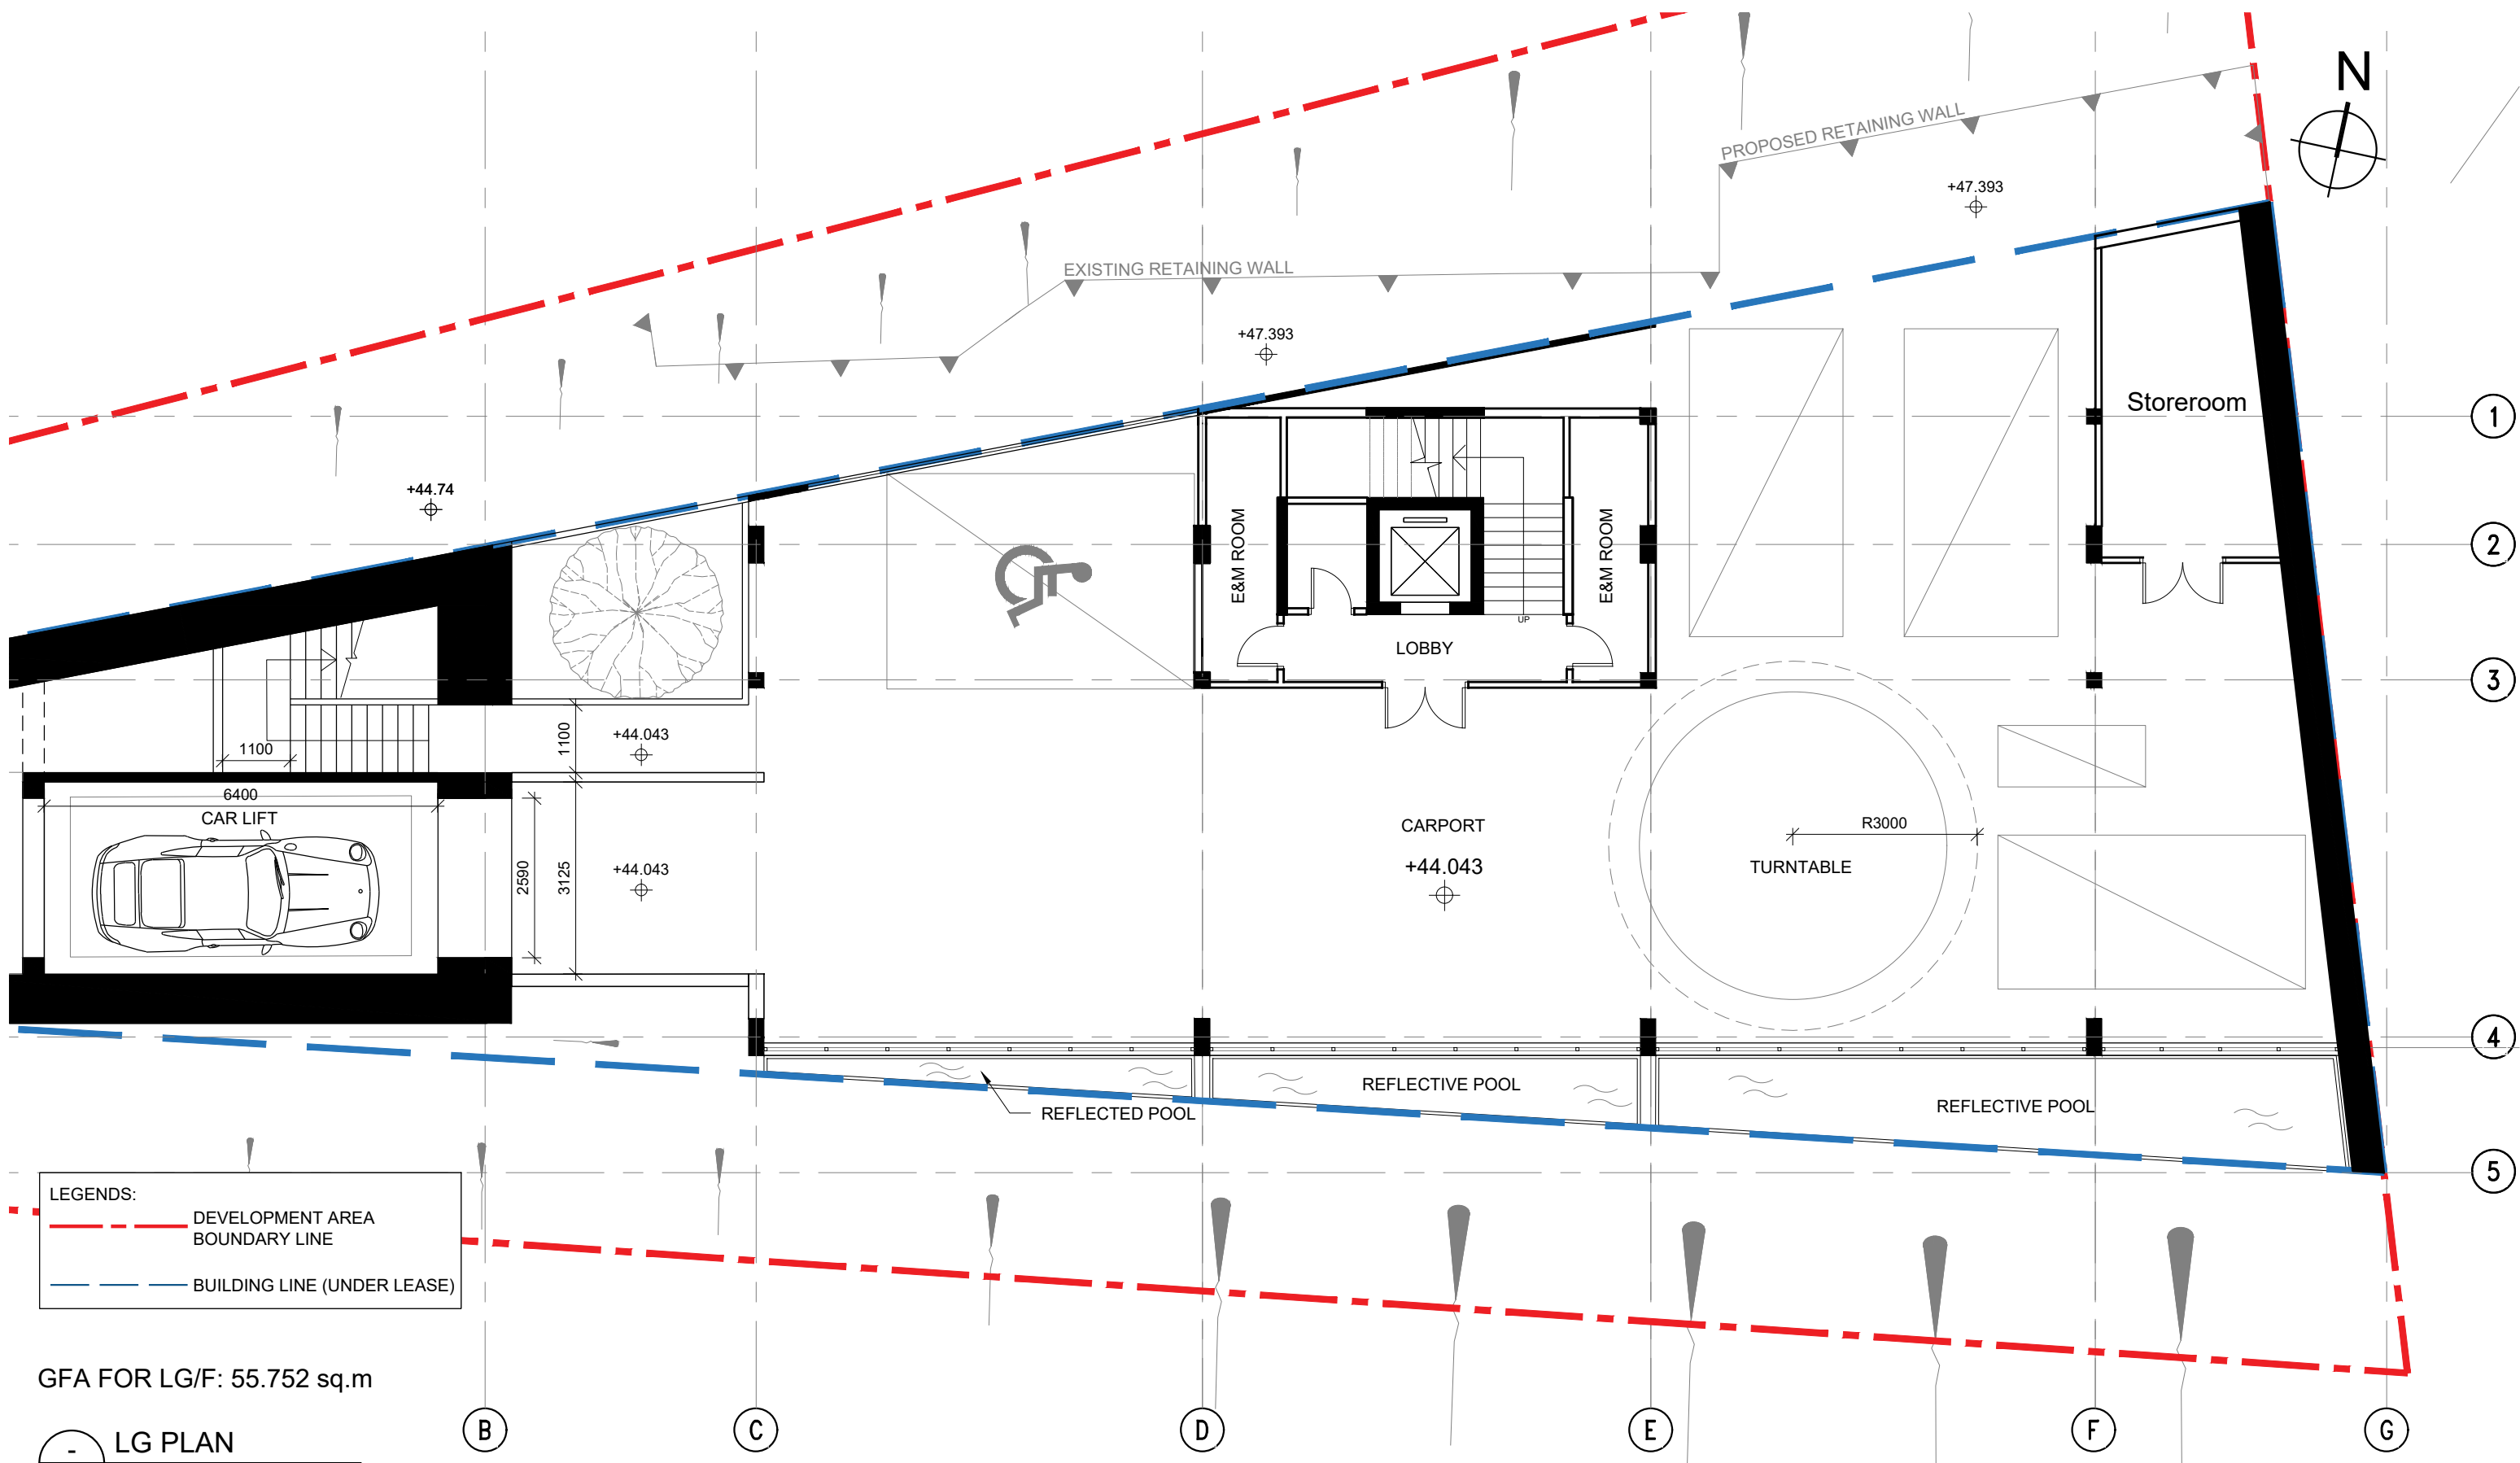 N
PROPOSED RETAINING WALL
+47.393
EXISTING RETAINING WALL
+47.393
Storeroom
1
+44.74
2
E&M ROOM
E&M ROOM
UP
LOBBY
3
1100
1100
+44.043
6400
CAR LIFT
2590
3125
+44.043
CARPORT
+44.043
R3000
TURNTABLE
4
REFLECTIVE POOL
REFLECTED POOL
REFLECTIVE POOL
5
LEGENDS:
DEVELOPMENT AREA
BOUNDARY LINE
BUILDING LINE (UNDER LEASE)
GFA FOR LG/F: 55.752 sq.m
B
C
D
E
F
G
-
LG PLAN